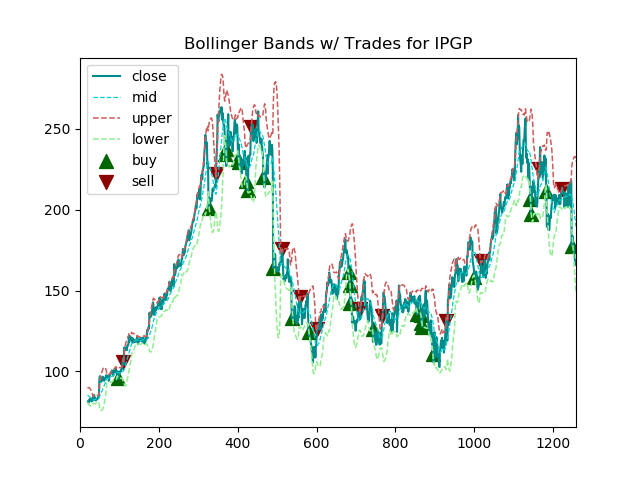 Bollinger Bands w/ Trades for IPGP
close
mid
upper
lower
buy
sell
250
200
150
100
0 200 400 600 800 1000 1200